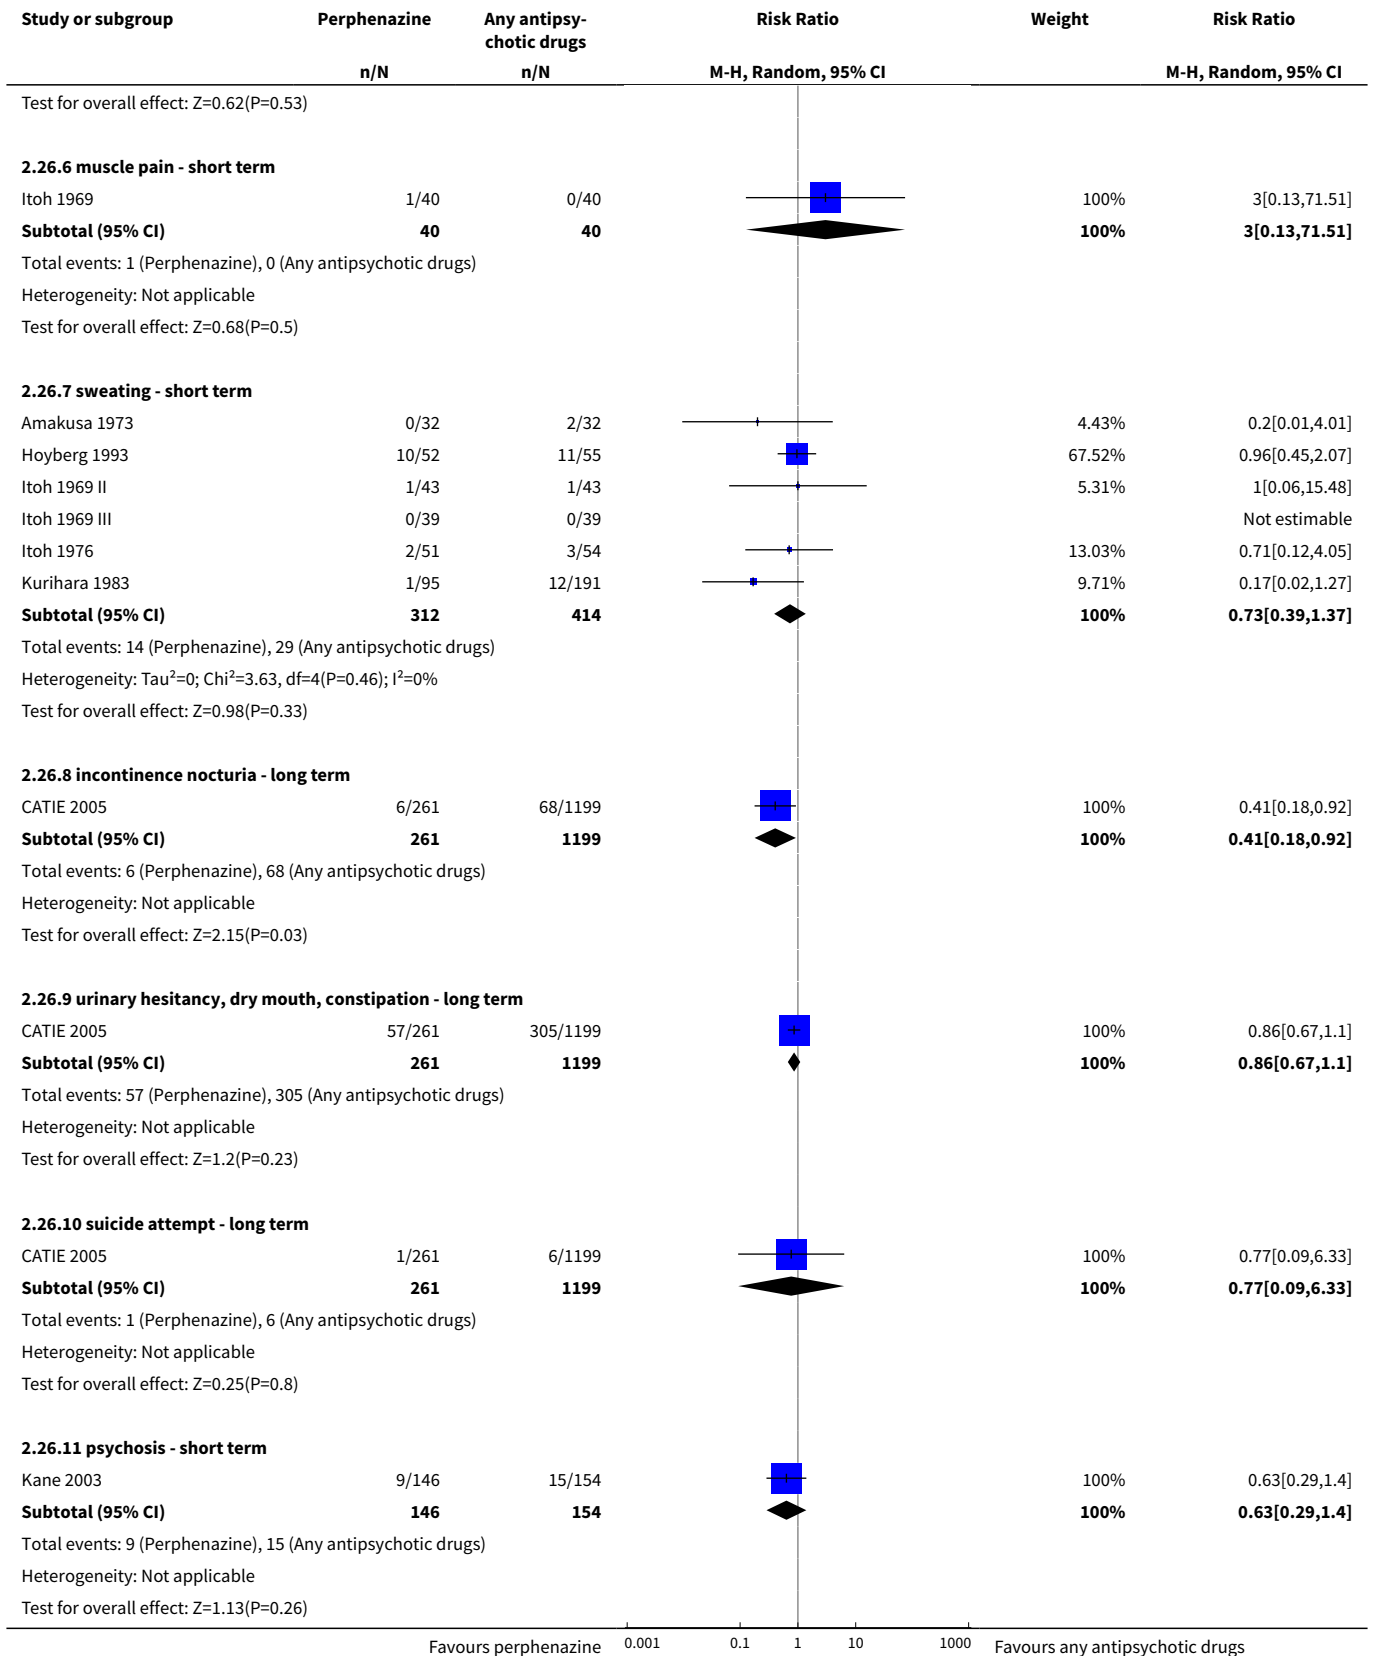 Study or subgroup Perphenazine Any antipsy- Risk Ratio Weight Risk Ratio
chotic drugs
n/N n/N M-H, Random, 95% CI M-H, Random, 95% CI
Test for overall effect: Z=0.62(P=0.53)
2.26.6 muscle pain - short term
Itoh 1969 1/40 0/40 100% 3[0.13,71.51]
Subtotal (95% CI) 40 40 100% 3[0.13,71.51]
Total events: 1 (Perphenazine), 0 (Any antipsychotic drugs)
Heterogeneity: Not applicable
Test for overall effect: Z=0.68(P=0.5)
2.26.7 sweating - short term
Amakusa 1973 0/32 2/32 4.43% 0.2[0.01,4.01]
Hoyberg 1993 10/52 11/55 67.52% 0.96[0.45,2.07]
Itoh 1969 II 1/43 1/43 5.31% 1[0.06,15.48]
Itoh 1969 III 0/39 0/39 Not estimable
Itoh 1976 2/51 3/54 13.03% 0.71[0.12,4.05]
Kurihara 1983 1/95 12/191 9.71% 0.17[0.02,1.27]
Subtotal (95% CI) 312 414 100% 0.73[0.39,1.37]
Total events: 14 (Perphenazine), 29 (Any antipsychotic drugs)
Heterogeneity: Tau²=0; Chi²=3.63, df=4(P=0.46); I²=0%
Test for overall effect: Z=0.98(P=0.33)
2.26.8 incontinence nocturia - long term
CATIE 2005 6/261 68/1199 100% 0.41[0.18,0.92]
Subtotal (95% CI) 261 1199 100% 0.41[0.18,0.92]
Total events: 6 (Perphenazine), 68 (Any antipsychotic drugs)
Heterogeneity: Not applicable
Test for overall effect: Z=2.15(P=0.03)
2.26.9 urinary hesitancy, dry mouth, constipation - long term
CATIE 2005 57/261 305/1199 100% 0.86[0.67,1.1]
Subtotal (95% CI) 261 1199 100% 0.86[0.67,1.1]
Total events: 57 (Perphenazine), 305 (Any antipsychotic drugs)
Heterogeneity: Not applicable
Test for overall effect: Z=1.2(P=0.23)
2.26.10 suicide attempt - long term
CATIE 2005 1/261 6/1199 100% 0.77[0.09,6.33]
Subtotal (95% CI) 261 1199 100% 0.77[0.09,6.33]
Total events: 1 (Perphenazine), 6 (Any antipsychotic drugs)
Heterogeneity: Not applicable
Test for overall effect: Z=0.25(P=0.8)
2.26.11 psychosis - short term
Kane 2003 9/146 15/154 100% 0.63[0.29,1.4]
Subtotal (95% CI) 146 154 100% 0.63[0.29,1.4]
Total events: 9 (Perphenazine), 15 (Any antipsychotic drugs)
Heterogeneity: Not applicable
Test for overall effect: Z=1.13(P=0.26)
Favours perphenazine 0.001 0.1 1 10 1000 Favours any antipsychotic drugs